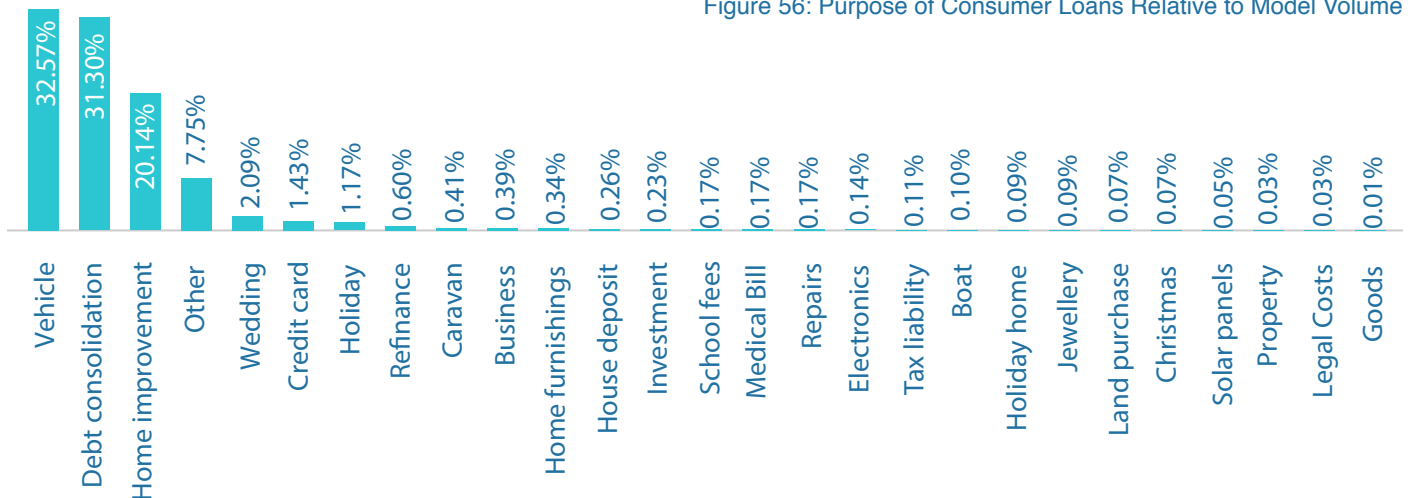 Figure 56: Purpose of Consumer Loans Relative to Model Volume
32.57%
31.30%
20.14%
7.75%
2.09%
1.43%
1.17%
0.60%
0.41%
0.39%
0.34%
0.26%
0.23%
0.17%
0.17%
0.17%
0.14%
0.11%
0.10%
0.09%
0.09%
0.07%
0.07%
0.05%
0.03%
0.03%
0.01%
Vehicle
Debt consolidation
Home improvement
Other
Wedding
Credit card
Holiday
Refinance
Caravan
Business
Home furnishings
House deposit
Investment
School fees
Medical Bill
Repairs
Electronics
Tax liability
Boat
Holiday home
Jewellery
Land purchase
Christmas
Solar panels
Property
Legal Costs
Goods